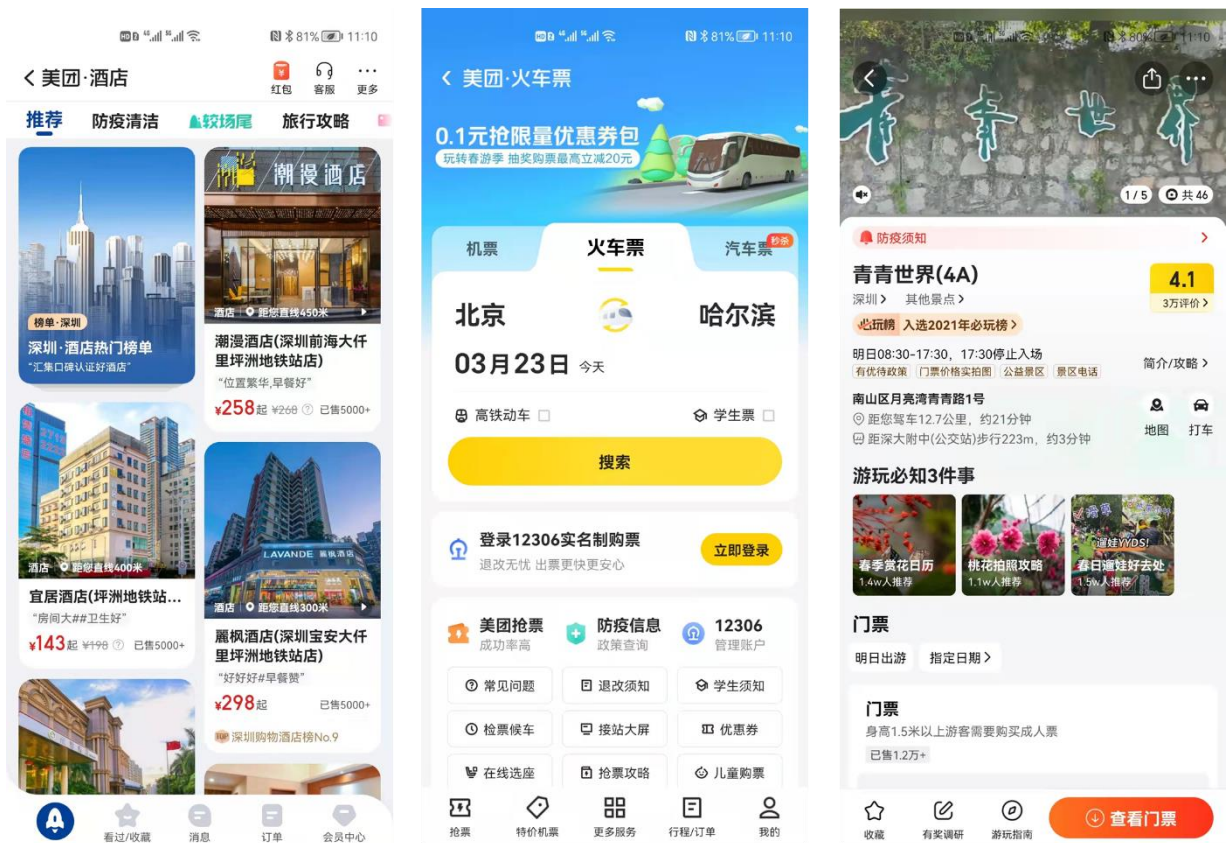 HD 4G 5G 81% 11:10
美团·酒店
红包 客服 更多
推荐 防疫清洁 较场尾 旅行攻略
榜单·深圳
深圳·酒店热门榜单
“汇集口碑认证好酒店”
潮漫酒店
酒店 距您直线450米
潮漫酒店(深圳前海大仟
里坪洲地铁站店)
“位置繁华,早餐好”
¥258起 ¥268 已售5000+
酒店 距您直线400米
宜居酒店(坪洲地铁站...
“房间大##卫生好”
¥143起 ¥198 已售5000+
LAVANDE 麗枫酒店
酒店 距您直线300米
麗枫酒店(深圳宝安大仟
里坪洲地铁站店)
“好好好#早餐赞”
¥298起 已售5000+
深圳购物酒店榜No.9
看过/收藏 消息 订单 会员中心
81% 11:10
美团·火车票
0.1元抢限量优惠券包
玩转春游季 抽奖购票最高立减20元
机票 火车票 汽车票 秒杀
北京 哈尔滨
03月23日 今天
高铁动车 学生票
搜索
登录12306实名制购票
退改无忧 出票更快更安心
立即登录
美团抢票 防疫信息 12306
成功率高 政策查询 管理账户
常见问题 退改须知 学生须知
检票候车 接站大屏 优惠券
在线选座 抢票攻略 儿童购票
抢票 特价机票 更多服务 行程/订单 我的
80% 11:10
青青世界
1/5 共46
防疫须知
青青世界(4A)
4.1
深圳 其他景点
3万评价
必玩榜 入选2021年必玩榜
明日08:30-17:30，17:30停止入场
有优待政策 门票价格实拍图 公益景区 景区电话
简介/攻略
南山区月亮湾青青路1号
距您驾车12.7公里，约21分钟
距深大附中(公交站)步行223m，约3分钟
地图 打车
游玩必知3件事
遛娃YYDS!
春季赏花日历 桃花拍照攻略 春日遛娃好去处
1.4w人推荐 1.1w人推荐 1.5w人推荐
门票
明日出游 指定日期
门票
身高1.5米以上游客需要购买成人票
已售1.2万+
收藏 有奖调研 游玩指南 查看门票